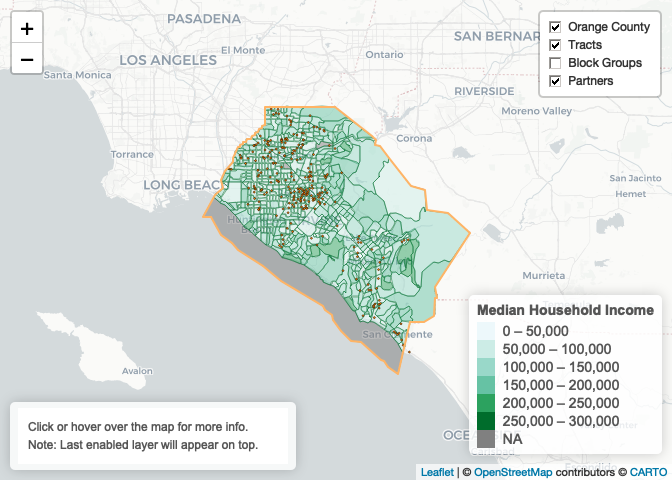 +
−
PASADENA
LOS ANGELES
El Monte
Ontario
SAN BERNAR
Santa Monica
RIVERSIDE
Moreno Valley
Corona
Torrance
LONG BEAC
San Jacinto
Hemet
Murrieta
San C
ente
Avalon
OCEA
Orange County
Tracts
Block Groups
Partners
Median Household Income
0 – 50,000
50,000 – 100,000
100,000 – 150,000
150,000 – 200,000
200,000 – 250,000
250,000 – 300,000
NA
Click or hover over the map for more info.
Note: Last enabled layer will appear on top.
Leaflet | © OpenStreetMap contributors © CARTO